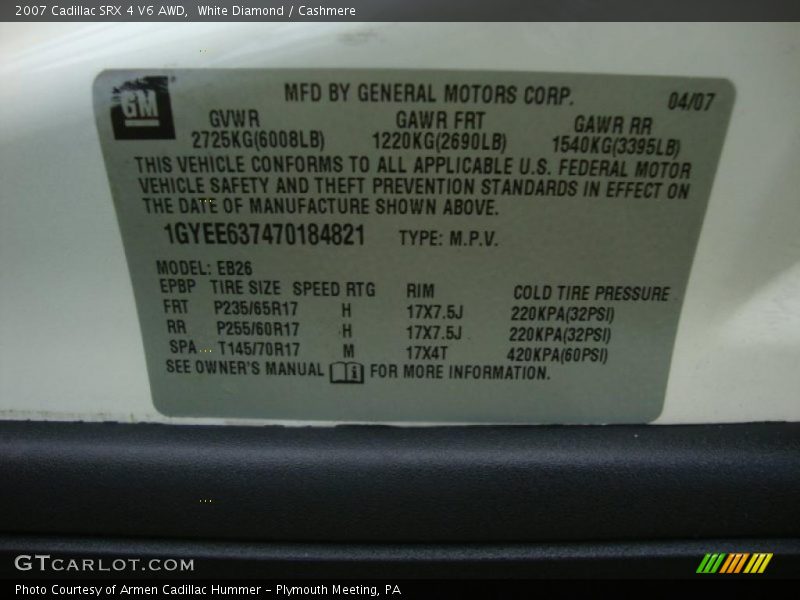 2007 Cadillac SRX 4 V6 AWD,  White Diamond / Cashmere
GM
MFD BY GENERAL MOTORS CORP.
04/07
GVWR GAWR FRT GAWR RR
2725KG(6008LB) 1220KG(2690LB) 1540KG(3395LB)
THIS VEHICLE CONFORMS TO ALL APPLICABLE U.S. FEDERAL MOTOR
VEHICLE SAFETY AND THEFT PREVENTION STANDARDS IN EFFECT ON
THE DATE OF MANUFACTURE SHOWN ABOVE.
1GYEE637470184821 TYPE: M.P.V.
MODEL: EB26
EPBP TIRE SIZE SPEED RTG RIM COLD TIRE PRESSURE
FRT P235/65R17 H 17X7.5J 220KPA(32PSI)
RR P255/60R17 H 17X7.5J 220KPA(32PSI)
SPA T145/70R17 M 17X4T 420KPA(60PSI)
SEE OWNER'S MANUAL i FOR MORE INFORMATION.
GTCARLOT.COM
Photo Courtesy of Armen Cadillac Hummer - Plymouth Meeting, PA